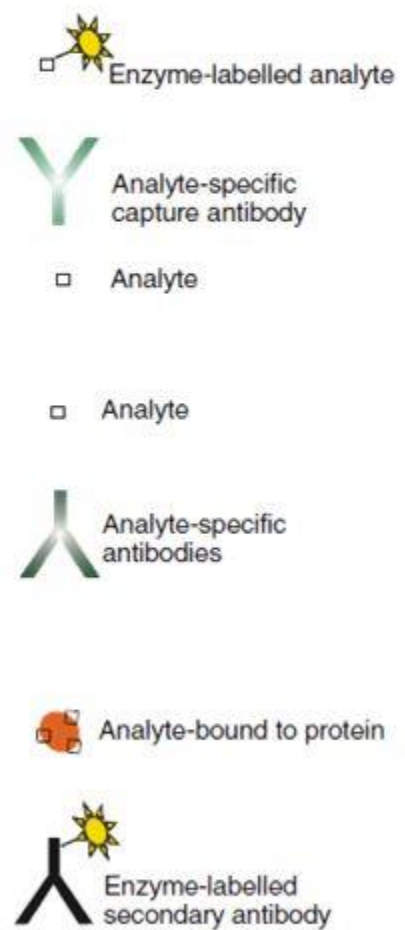 Enzyme-labelled analyte
Analyte-specific
capture antibody
Analyte
Analyte
Analyte-specific
antibodies
Analyte-bound to protein
Enzyme-labelled
secondary antibody